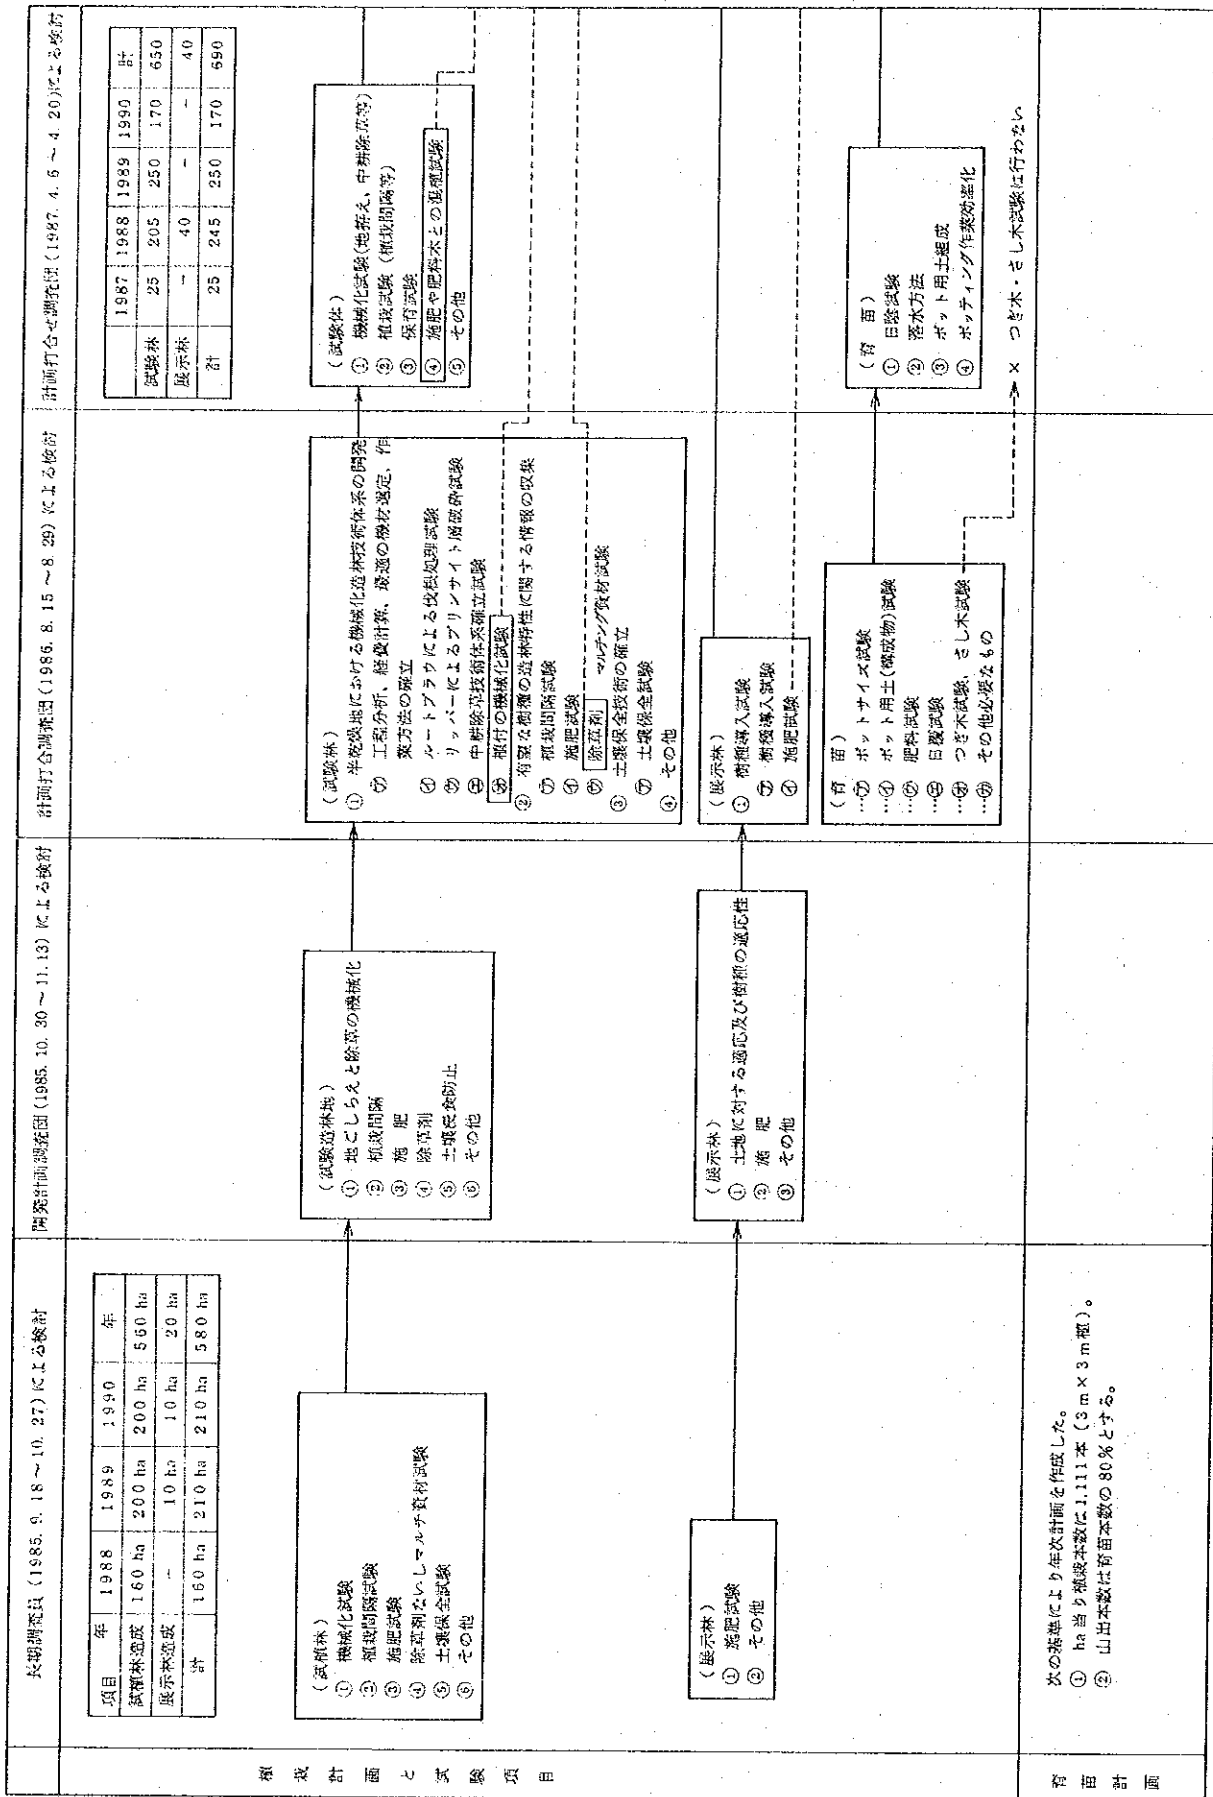 長期調査員(1985. 9. 18～10. 27)による検討
項目 年 1988 1989 1990 年
試植林造成 160 ha 200 ha 200 ha 560 ha
展示林造成 － 10 ha 10 ha 20 ha
計 160 ha 210 ha 210 ha 580 ha
植栽計画と試験項目
(試植林)
① 機械化試験
② 植栽間隔試験
③ 施肥試験
④ 除草剤ないしマルチ資材試験
⑤ 土壌保全試験
⑥ その他
(展示林)
① 施肥試験
② その他
育苗計画
次の基準により年次計画を作成した。
① ha当り植栽本数は1.111本(3m×3m植)。
② 山出本数は育苗本数の80%とする。
開発計画調査団(1985. 10. 30～11. 13)による検討
(試験造林地)
① 地ごしらえと除草の機械化
② 植栽間隔
③ 施 肥
④ 除草剤
⑤ 土壌侵食防止
⑥ その他
(展示林)
① 土地に対する適応及び樹種の適応性
② 施 肥
③ その他
計画打合調査団(1986. 8. 15～8. 29)による検討
(試験林)
① 半乾燥地における機械化造林技術体系の開発
㋐ 工程分析、経費計算、最適の機材選定、作
業方法の確立
㋑ ルートプラウによる伐根処理試験
㋒ リッパーによるプリンサイト層破砕試験
㋓ 中耕除草技術体系確立試験
㋔ 植付の機械化試験
② 有望な樹種の造林特性に関する情報の収集
㋐ 植栽間隔試験
㋑ 施肥試験
㋒ 除草剤 マルチング資材試験
③ 土壌保全技術の確立
㋐ 土壌保全試験
④ その他
(展示林)
① 樹種導入試験
㋐ 樹種導入試験
㋑ 施肥試験
(育 苗)
…㋐ ポットサイズ試験
…㋑ ポット用土(構成物)試験
…㋒ 肥料試験
…㋓ 日覆試験
…㋔ つぎ木試験、さし木試験
…㋕ その他必要なもの
計画打合せ調査団(1987. 4. 6～4. 20)による検討
1987 1988 1989 1990 計
試験林 25 205 250 170 650
展示林 － 40 － － 40
計 25 245 250 170 690
(試験体)
① 機械化試験(地拵え、中耕除草等)
② 植栽試験(植栽間隔等)
③ 保育試験
④ 施肥や肥料木との混植試験
⑤ その他
(育 苗)
① 日陰試験
② 潅水方法
③ ポット用土組成
④ ポッティング作業効率化
× つぎ木・さし木試験は行わない